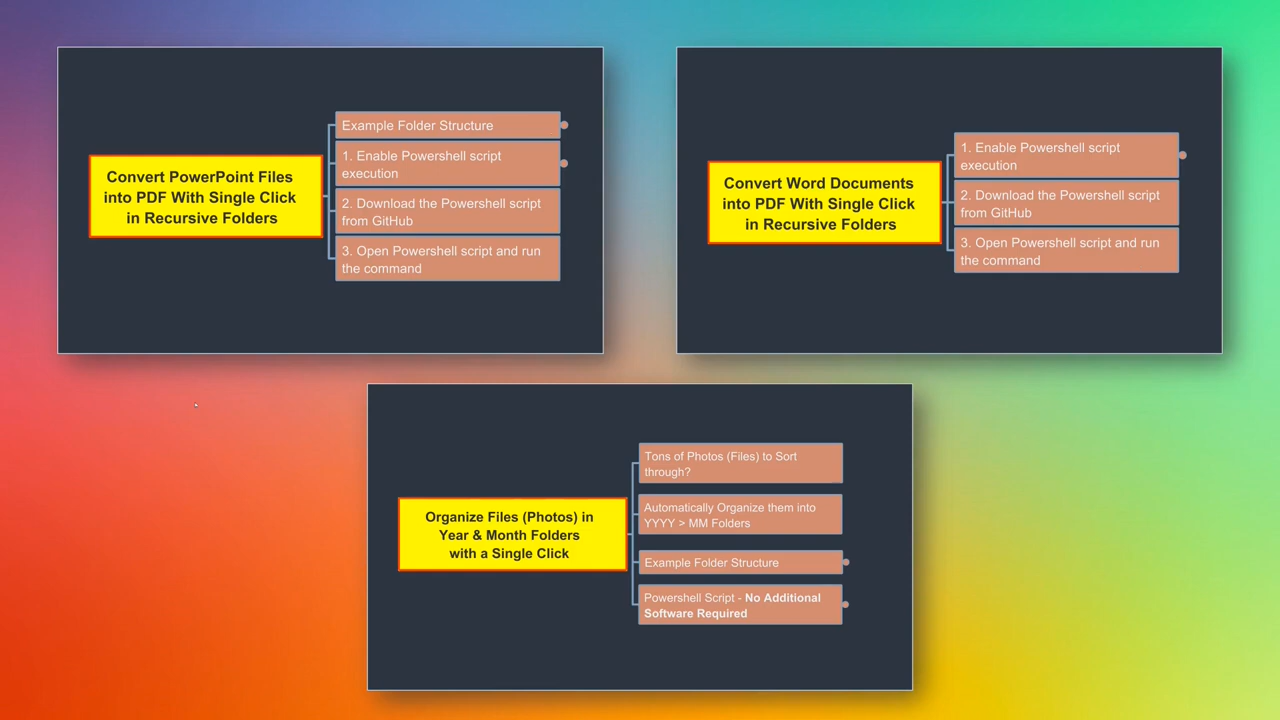 Convert PowerPoint Files
into PDF With Single Click
in Recursive Folders
Example Folder Structure
1. Enable Powershell script
execution
2. Download the Powershell script
from GitHub
3. Open Powershell script and run
the command
Convert Word Documents
into PDF With Single Click
in Recursive Folders
1. Enable Powershell script
execution
2. Download the Powershell script
from GitHub
3. Open Powershell script and run
the command
Organize Files (Photos) in
Year & Month Folders
with a Single Click
Tons of Photos (Files) to Sort
through?
Automatically Organize them into
YYYY > MM Folders
Example Folder Structure
Powershell Script - No Additional
Software Required